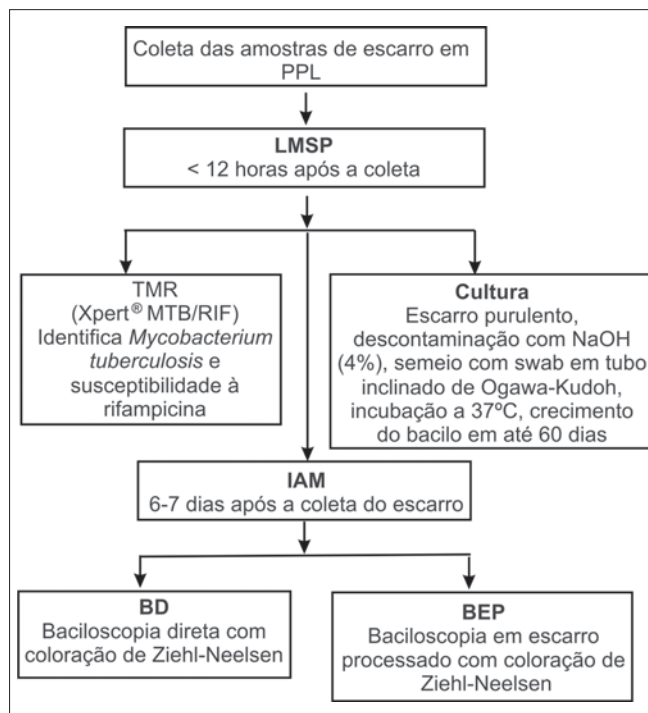 Coleta das amostras de escarro em
PPL
LMSP
< 12 horas após a coleta
TMR
(Xpert® MTB/RIF)
Identifica Mycobacterium
tuberculosis e
susceptibilidade à
rifampicina
Cultura
Escarro purulento,
descontaminação com NaOH
(4%), semeio com swab em tubo
inclinado de Ogawa-Kudoh,
incubação a 37ºC, crecimento
do bacilo em até 60 dias
IAM
6-7 dias após a coleta do escarro
BD
Baciloscopia direta com
coloração de Ziehl-Neelsen
BEP
Baciloscopia em escarro
processado com coloração de
Ziehl-Neelsen